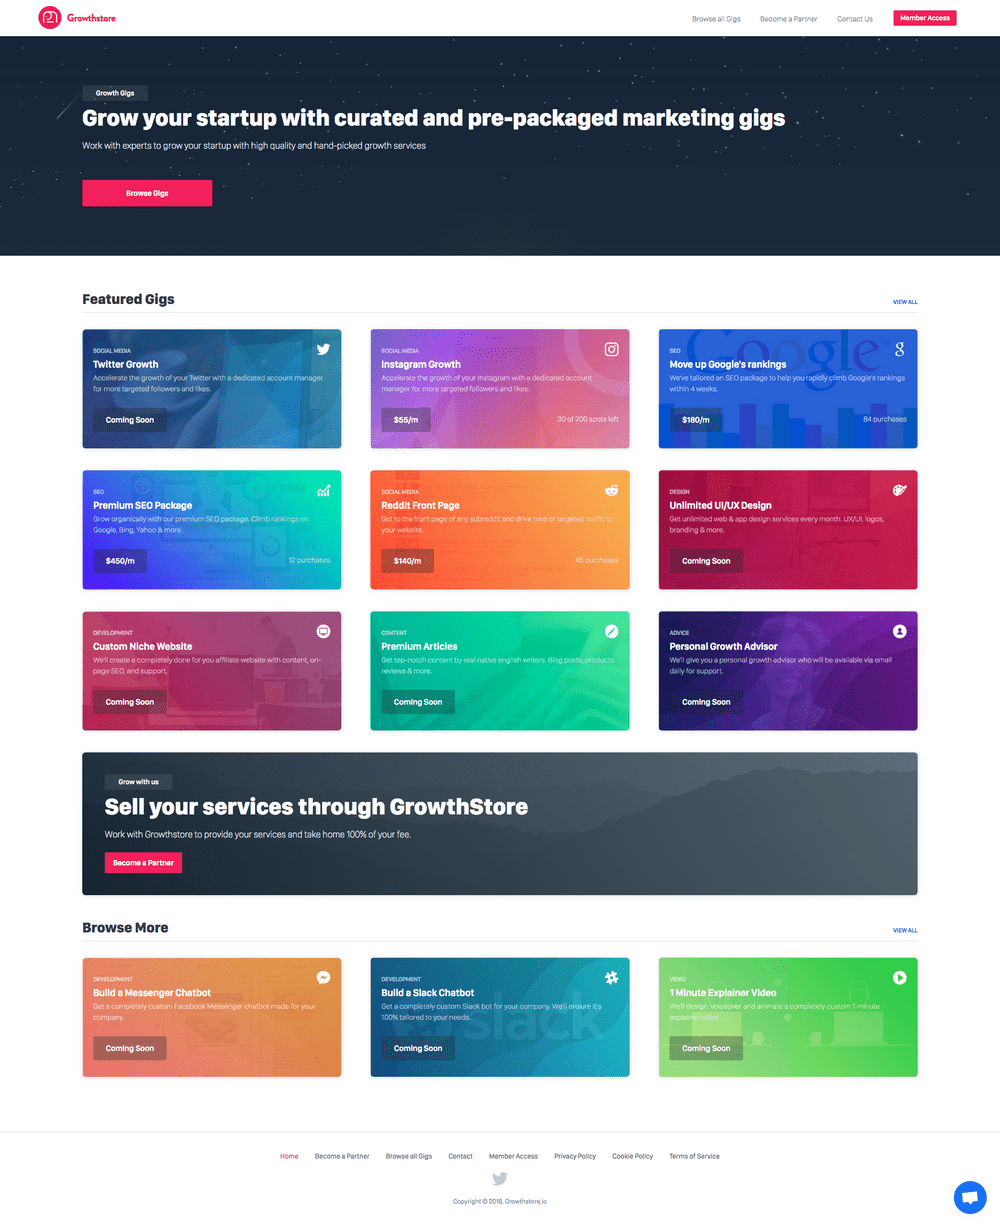 Growthstore
Browse all Gigs
Become a Partner
Contact Us
Member Access
Growth Gigs
Grow your startup with curated and pre-packaged marketing gigs
Work with experts to grow your startup with high quality and hand-picked growth services
Browse Gigs
Featured Gigs
VIEW ALL
SOCIAL MEDIA
Twitter Growth
Accelerate the growth of your Twitter with a dedicated account manager
for more targeted followers and likes.
Coming Soon
SOCIAL MEDIA
Instagram Growth
Accelerate the growth of your Instagram with a dedicated account
manager for more targeted followers and likes.
$55/m
30 of 200 spots left
Google
SEO
Move up Google's rankings
We've tailored an SEO package to help you rapidly climb Google's rankings
within 4 weeks.
$180/m
84 purchases
SEO
Premium SEO Package
Grow organically with our premium SEO package. Climb rankings on
Google, Bing, Yahoo & more.
$450/m
12 purchases
SOCIAL MEDIA
Reddit Front Page
Get to the front page of any subreddit and drive tons of targeted traffic to
your website.
$140/m
45 purchases
DESIGN
Unlimited UI/UX Design
Get unlimited web & app design services every month. UX/UI, logos,
branding & more.
Coming Soon
DEVELOPMENT
Custom Niche Website
We'll create a completely done for you affiliate website with content, on-
page SEO, and support.
Coming Soon
CONTENT
Premium Articles
Get top-notch content by real native english writers. Blog posts, products
reviews & more.
Coming Soon
ADVICE
Personal Growth Advisor
We'll give you a personal growth advisor who will be available via email
daily for support.
Coming Soon
Grow with us
Sell your services through GrowthStore
Work with Growthstore to provide your services and take home 100% of your fee.
Become a Partner
Browse More
VIEW ALL
DEVELOPMENT
Build a Messenger Chatbot
Get a completely custom Facebook Messenger chatbot made for your
company.
Coming Soon
DEVELOPMENT
Build a Slack Chatbot
Get a completely custom Slack bot for your company. We'll ensure it's
100% tailored to your needs.
slack
Coming Soon
VIDEO
1 Minute Explainer Video
We'll design, voiceover and animate a completely custom 1 minute
explainer video.
Coming Soon
Home
Become a Partner
Browse all Gigs
Contact
Member Access
Privacy Policy
Cookie Policy
Terms of Service
Copyright © 2018, Growthstore.io